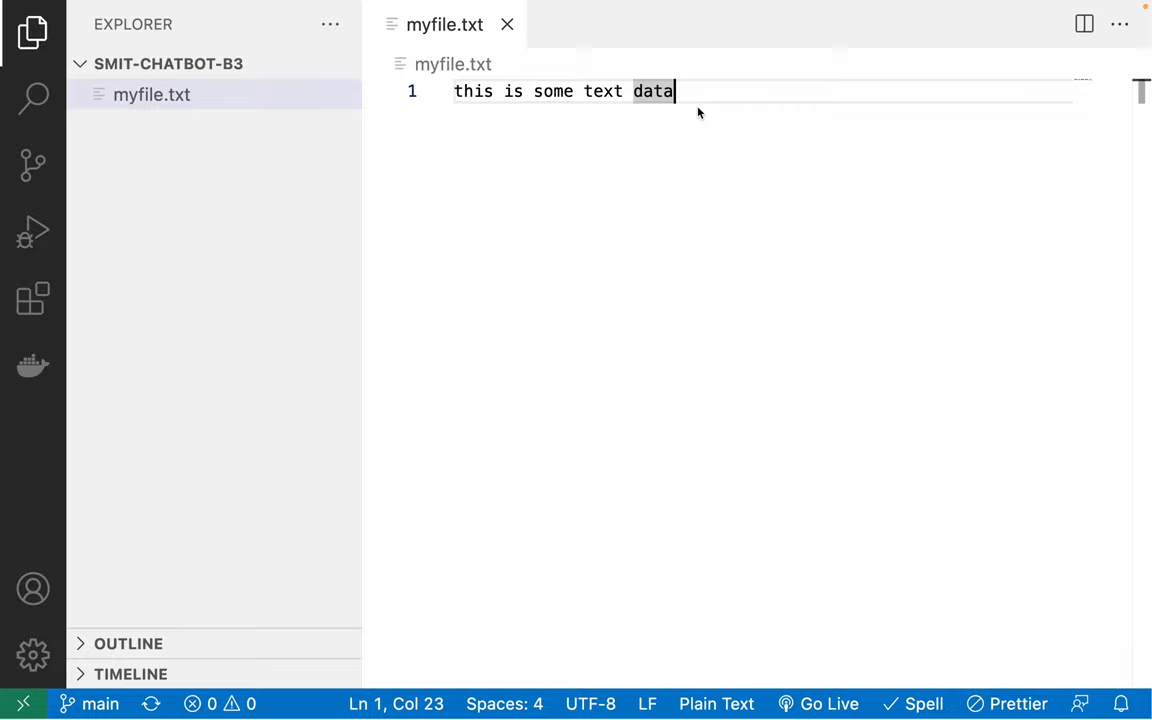 EXPLORER
myfile.txt
SMIT-CHATBOT-B3
myfile.txt
myfile.txt
1 this is some text data
OUTLINE
TIMELINE
main 0 0 Ln 1, Col 23 Spaces: 4 UTF-8 LF Plain Text Go Live Spell Prettier